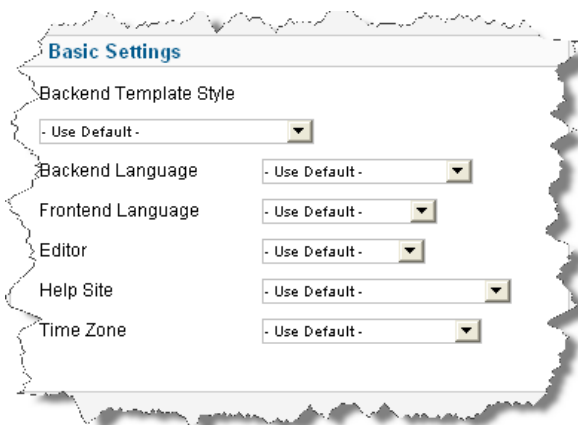 Basic Settings
Backend Template Style
- Use Default -
Backend Language - Use Default -
Frontend Language - Use Default -
Editor - Use Default -
Help Site - Use Default -
Time Zone - Use Default -